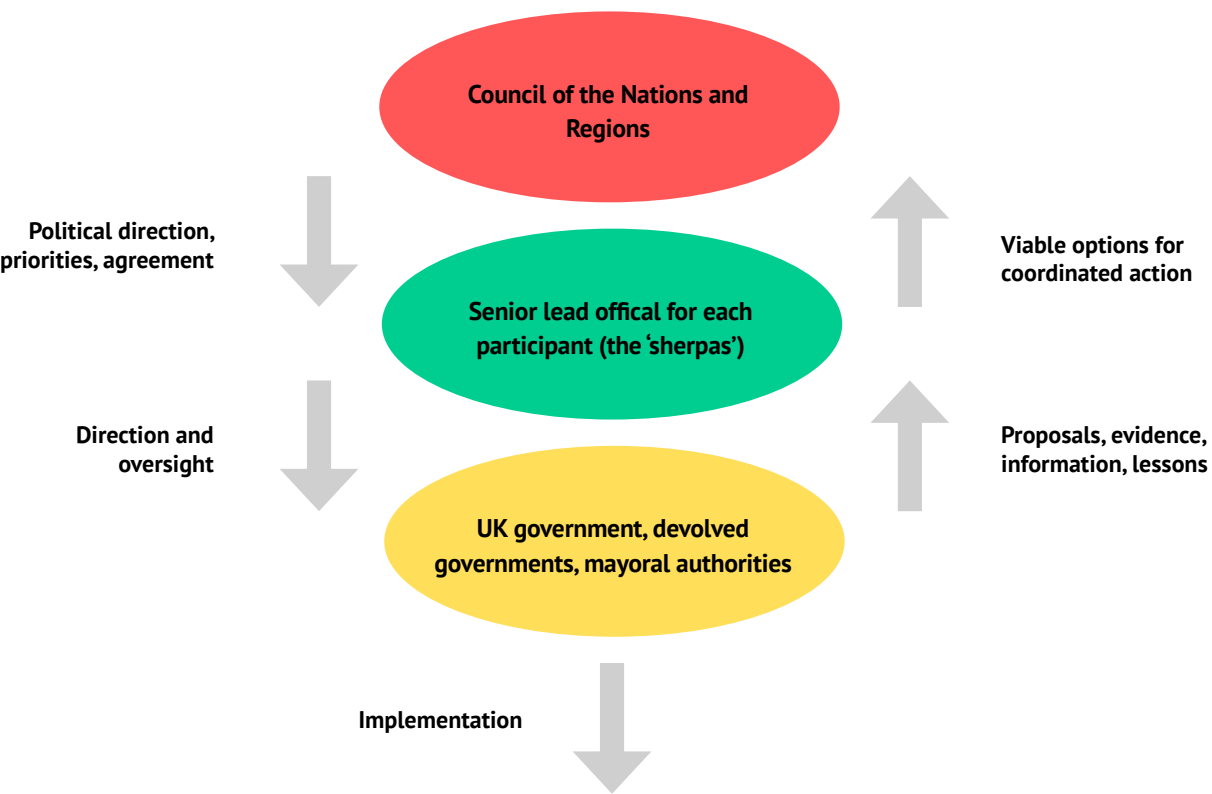 Council of the Nations and
Regions
Political direction,
priorities, agreement
Viable options for
coordinated action
Senior lead offical for each
participant (the ‘sherpas’)
Direction and
oversight
Proposals, evidence,
information, lessons
UK government, devolved
governments, mayoral authorities
Implementation